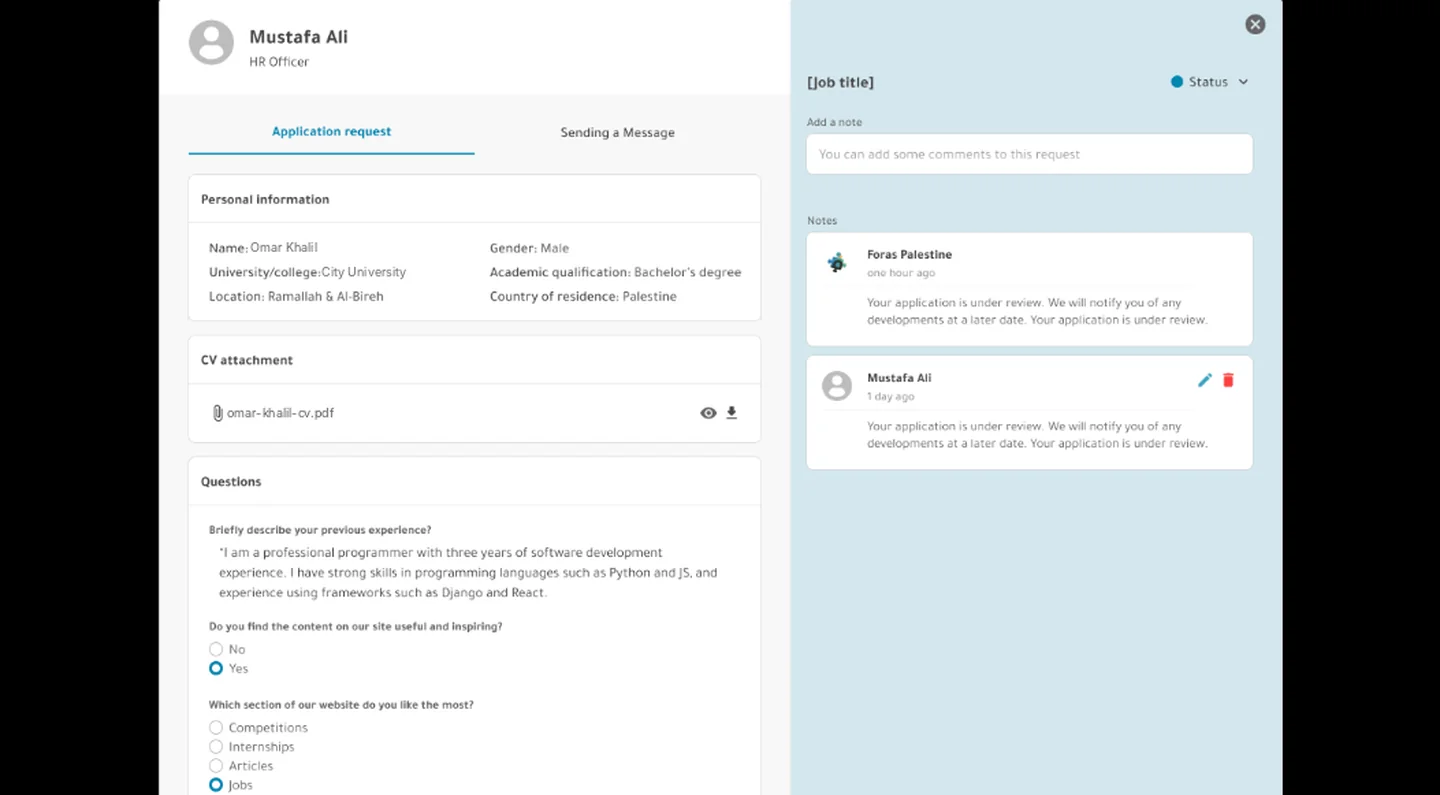 Mustafa Ali
HR Officer
Application request
Sending a Message
Personal information
Name: Omar Khalil
Gender: Male
University/college:City University
Academic qualification: Bachelor's degree
Location: Ramallah & Al-Bireh
Country of residence: Palestine
CV attachment
omar-khalil-cv.pdf
Questions
Briefly describe your previous experience?
"I am a professional programmer with three years of software development
experience. I have strong skills in programming languages such as Python and JS, and
experience using frameworks such as Django and React.
Do you find the content on our site useful and inspiring?
No
Yes
Which section of our website do you like the most?
Competitions
Internships
Articles
Jobs
[Job title]
Status
Add a note
You can add some comments to this request
Notes
Foras Palestine
one hour ago
Your application is under review. We will notify you of any
developments at a later date. Your application is under review.
Mustafa Ali
1 day ago
Your application is under review. We will notify you of any
developments at a later date. Your application is under review.